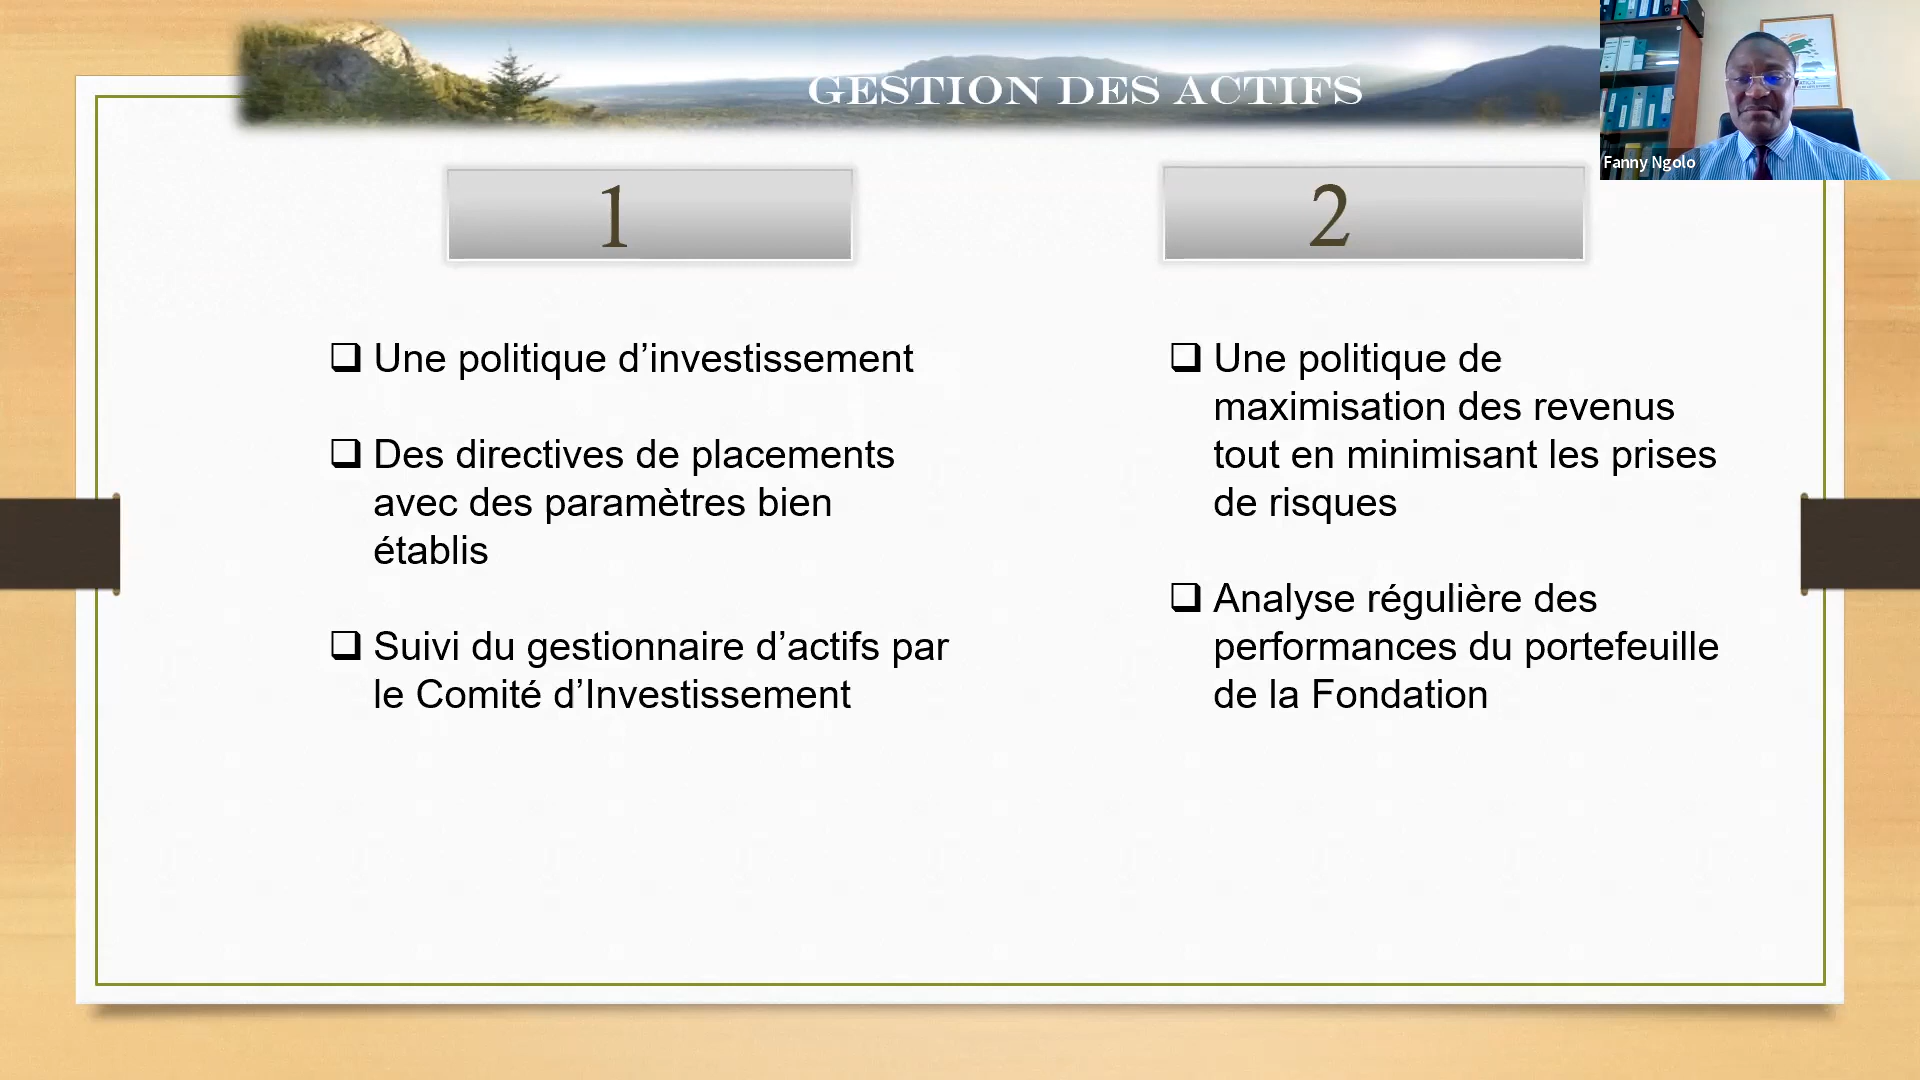 GESTION DES ACTIFS
Fanny Ngolo
1
Une politique d’investissement
Des directives de placements
avec des paramètres bien
établis
Suivi du gestionnaire d’actifs par
le Comité d’Investissement
2
Une politique de
maximisation des revenus
tout en minimisant les prises
de risques
Analyse régulière des
performances du portefeuille
de la Fondation